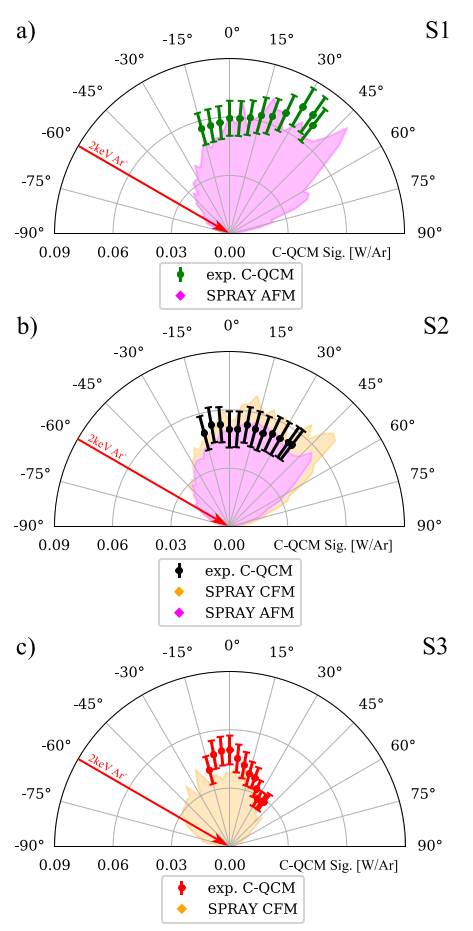 a) S1
0°
-15° 15°
-30° 30°
-45° 45°
-60° 60°
-75° 75°
-90° 90°
2keV Ar+
0.09 0.06 0.03 0.00 C-QCM Sig. [W/Ar]
exp. C-QCM
SPRAY AFM
b) S2
0°
-15° 15°
-30° 30°
-45° 45°
-60° 60°
-75° 75°
-90° 90°
2keV Ar+
0.09 0.06 0.03 0.00 C-QCM Sig. [W/Ar]
exp. C-QCM
SPRAY CFM
SPRAY AFM
c) S3
0°
-15° 15°
-30° 30°
-45° 45°
-60° 60°
-75° 75°
-90° 90°
2keV Ar+
0.09 0.06 0.03 0.00 C-QCM Sig. [W/Ar]
exp. C-QCM
SPRAY CFM